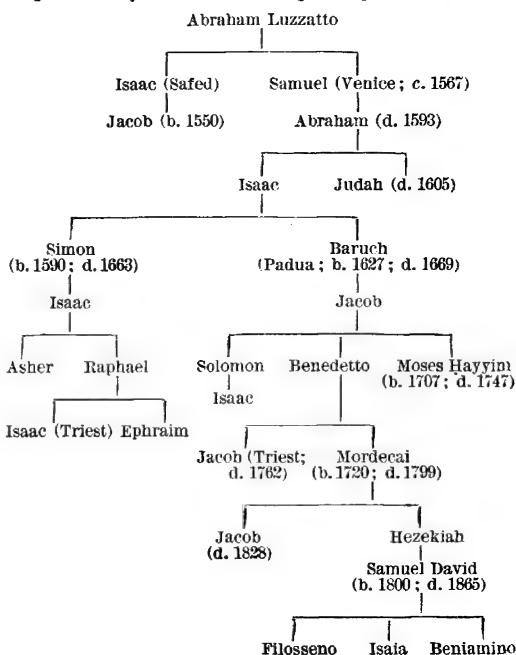 Abraham Luzzatto
Isaac (Safed) Samuel (Venice; c. 1567)
Jacob (b. 1550) Abraham (d. 1593)
Isaac Judah (d. 1605)
Simon Baruch
(b. 1590; d. 1663) (Padua; b. 1627; d. 1669)
Isaac Jacob
Asher Raphael Solomon Benedetto Moses Hayyim
Isaac (b. 1707; d. 1747)
Isaac (Triest) Ephraim
Jacob (Triest; Mordecai
d. 1762) (b. 1720; d. 1799)
Jacob Hezekiah
(d. 1828)
Samuel David
(b. 1800; d. 1865)
Filosseno Isaia Beniamino